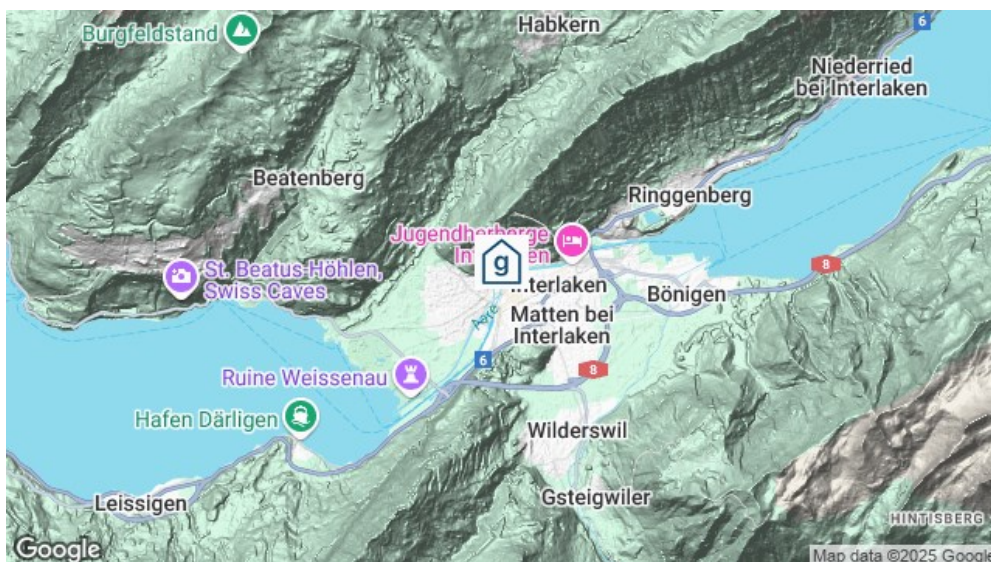 Habkern
6
Burgfeldstand
Niederried
bei Interlaken
Beatenberg
Ringgenberg
Jugendherberge
g
St. Beatus-Höhlen,
Swiss Caves
8
Interlaken
Bönigen
Aare
Matten bei
Interlaken
6
8
Ruine Weissenau
Hafen Därligen
Wilderswil
Leissigen
Gsteigwiler
HINTISBERG
Google
Map data ©2025 Google